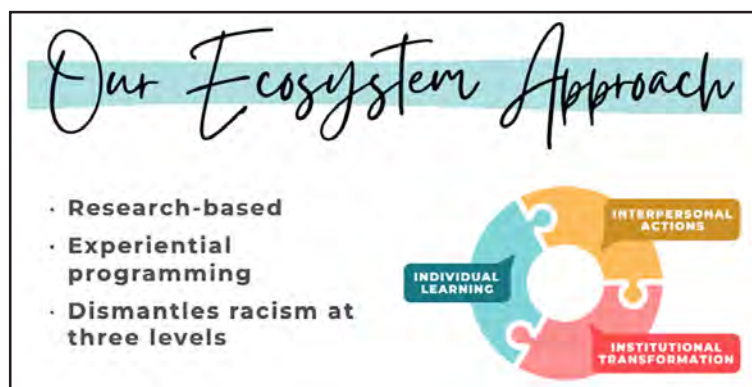 Our Ecosystem Approach
· Research-based
· Experiential
programming
· Dismantles racism at
three levels
INTERPERSONAL
ACTIONS
INDIVIDUAL
LEARNING
INSTITUTIONAL
TRANSFORMATION